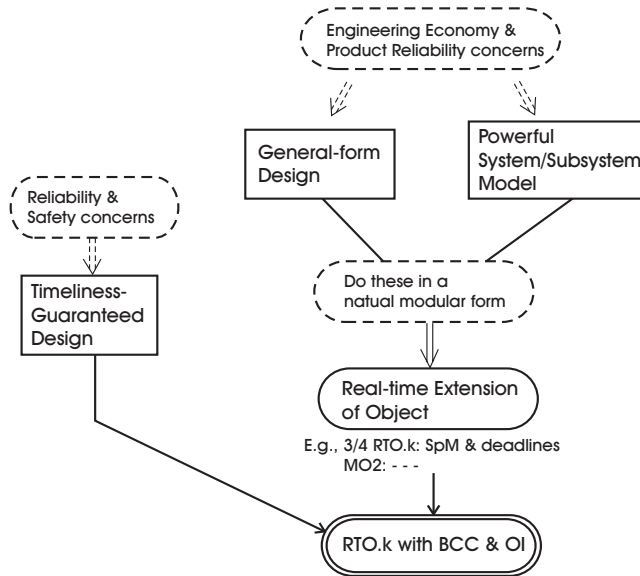 Engineering Economy &
Product Reliability concerns
General-form
Design
Powerful
System/Subsystem
Model
Reliability &
Safety concerns
Timeliness-
Guaranteed
Design
Do these in a
natual modular form
Real-time Extension
of Object
E.g., 3/4 RTO.k: SpM & deadlines
MO2: - - -
RTO.k with BCC & OI